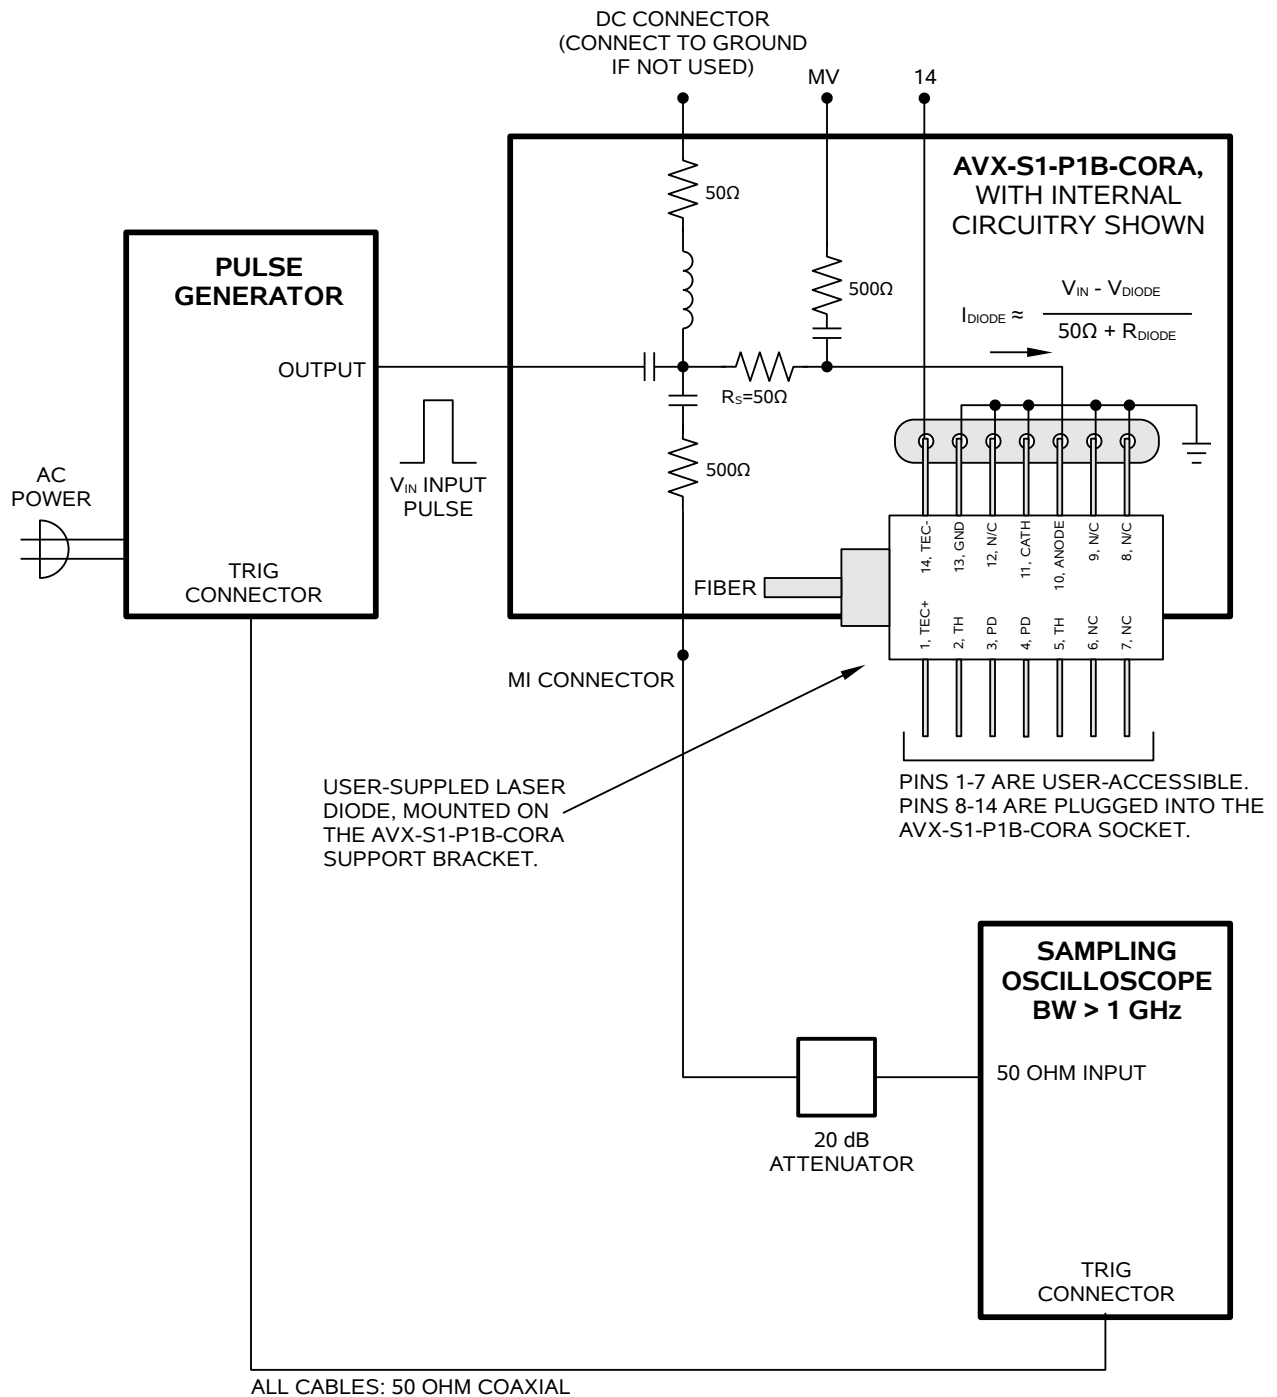 DC CONNECTOR
(CONNECT TO GROUND
IF NOT USED)
MV
14
AVX-S1-P1B-CORA,
WITH INTERNAL
CIRCUITRY SHOWN
50Ω
500Ω
IDIODE ≈
VIN - VDIODE
50Ω + RDIODE
PULSE
GENERATOR
OUTPUT
RS=50Ω
500Ω
VIN INPUT
PULSE
AC
POWER
TRIG
CONNECTOR
14, TEC-
13, GND
12, N/C
11, CATH
10, ANODE
9, N/C
8, N/C
FIBER
1, TEC+
2, TH
3, PD
4, PD
5, TH
6, NC
7, NC
MI CONNECTOR
USER-SUPPLED LASER
DIODE, MOUNTED ON
THE AVX-S1-P1B-CORA
SUPPORT BRACKET.
PINS 1-7 ARE USER-ACCESSIBLE.
PINS 8-14 ARE PLUGGED INTO THE
AVX-S1-P1B-CORA SOCKET.
SAMPLING
OSCILLOSCOPE
BW > 1 GHz
50 OHM INPUT
20 dB
ATTENUATOR
TRIG
CONNECTOR
ALL CABLES: 50 OHM COAXIAL